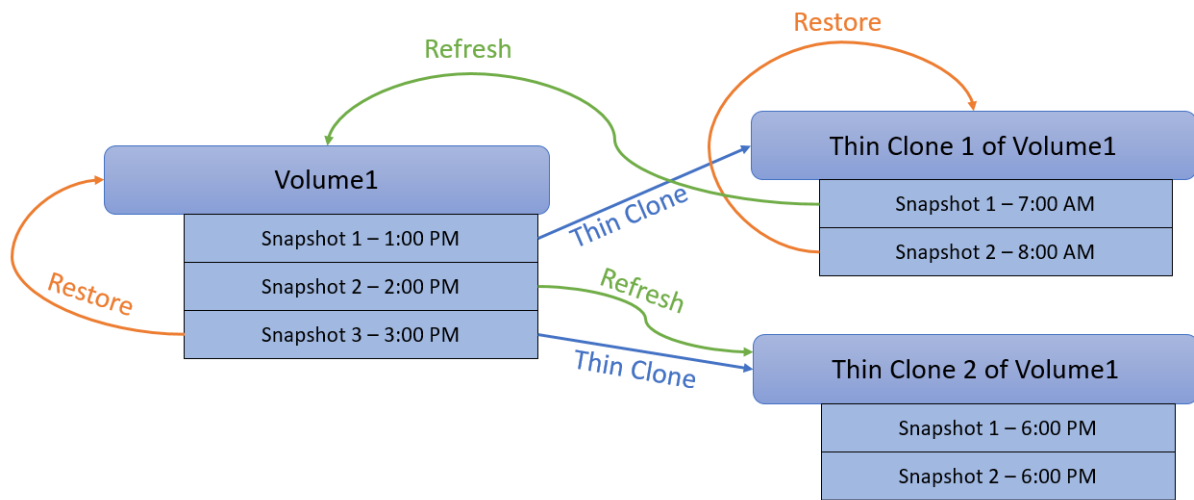 Restore
Refresh
Thin Clone 1 of Volume1
Snapshot 1 – 7:00 AM
Snapshot 2 – 8:00 AM
Volume1
Snapshot 1 – 1:00 PM
Snapshot 2 – 2:00 PM
Snapshot 3 – 3:00 PM
Restore
Thin Clone
Refresh
Thin Clone
Thin Clone 2 of Volume1
Snapshot 1 – 6:00 PM
Snapshot 2 – 6:00 PM